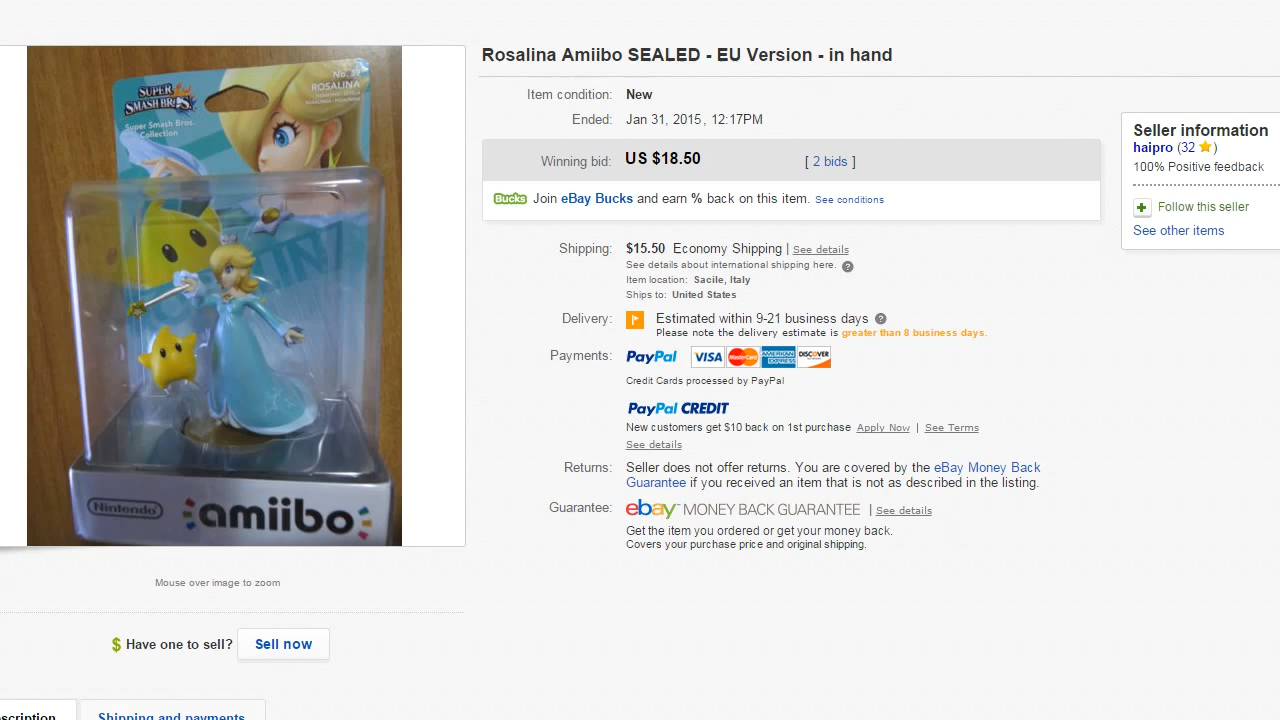 Rosalina Amiibo SEALED - EU Version - in hand
Item condition: New
Ended: Jan 31, 2015, 12:17PM
Winning bid: US $18.50 [ 2 bids ]
Bucks Join eBay Bucks and earn % back on this item. See conditions
Shipping: $15.50 Economy Shipping | See details
See details about international shipping here. ?
Item location: Sacile, Italy
Ships to: United States
Delivery: Estimated within 9-21 business days ?
Please note the delivery estimate is greater than 8 business days.
Payments: PayPal VISA MasterCard AMERICAN EXPRESS DISCOVER
Credit Cards processed by PayPal
PayPal CREDIT
New customers get $10 back on 1st purchase Apply Now | See Terms
See details
Returns: Seller does not offer returns. You are covered by the eBay Money Back
Guarantee if you received an item that is not as described in the listing.
Guarantee: ebay MONEY BACK GUARANTEE | See details
Get the item you ordered or get your money back.
Covers your purchase price and original shipping.
Seller information
haipro (32)
100% Positive feedback
Follow this seller
See other items
SUPER
SMASH BROS.
Super Smash Bros.
Collection
ROSALINA
Nintendo
amiibo
Mouse over image to zoom
$ Have one to sell? Sell now
scription
Shipping and payments